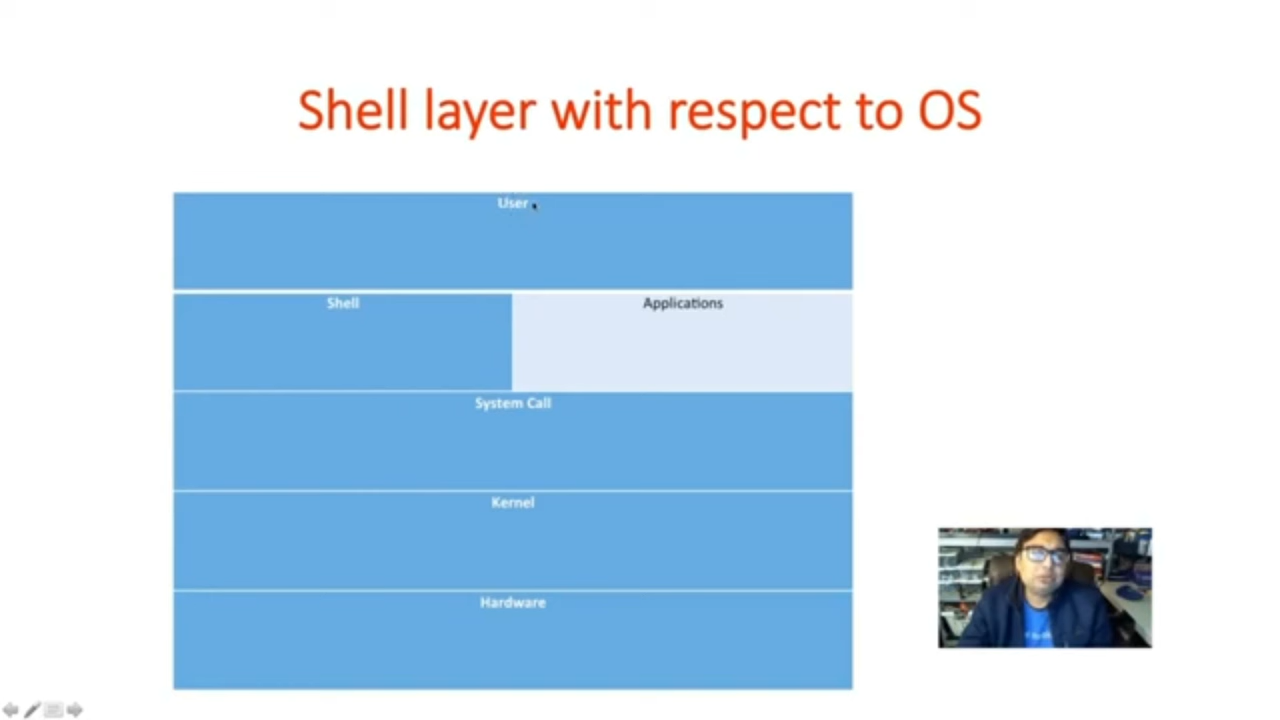 Shell layer with respect to OS
User
Shell
Applications
System Call
Kernel
Hardware